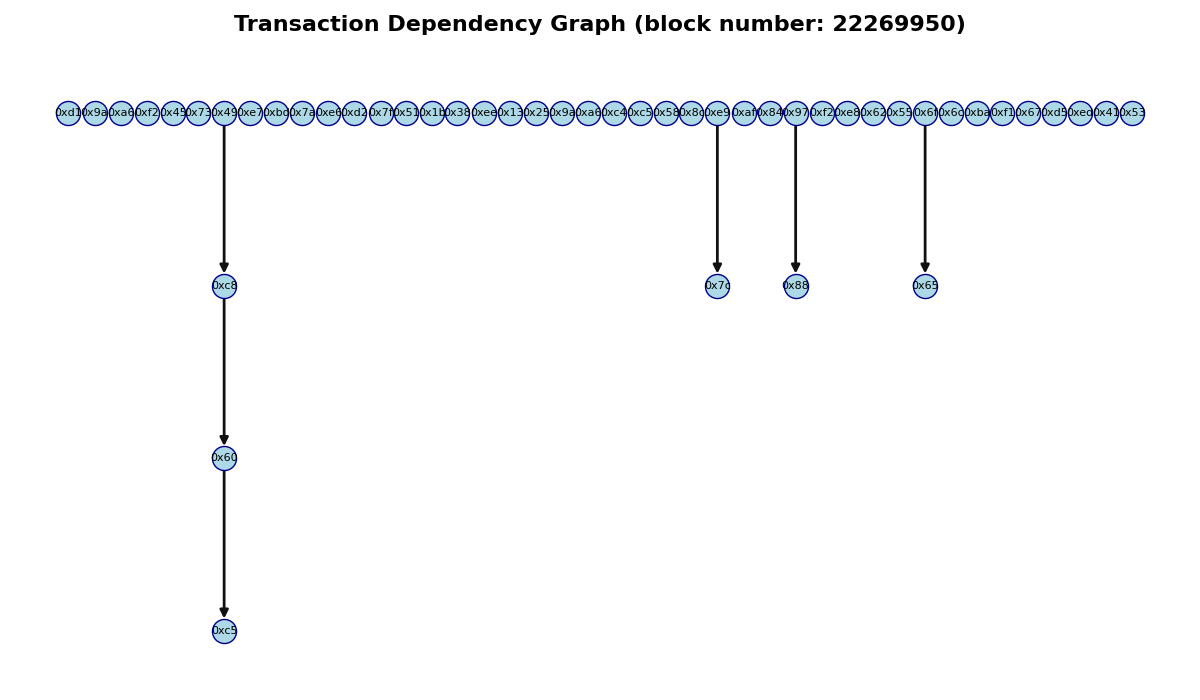 Transaction Dependency Graph (block number: 22269950)
0xd1 0x9a 0xa6 0xf2 0x45 0x73 0x49 0xe7 0xbd 0x7a 0xe6 0xd2 0x7f 0x51 0x1b 0x38 0xee 0x13 0x25 0x9a 0xa6 0xc4 0xc5 0x58 0x8c 0xe9 0xaf 0x84 0x97 0xf2 0xe8 0x62 0x55 0x6f 0x6c 0xba 0xf1 0x67 0xd5 0xed 0x41 0x53
0xc8 0x7c 0x88 0x65
0x60
0xc5